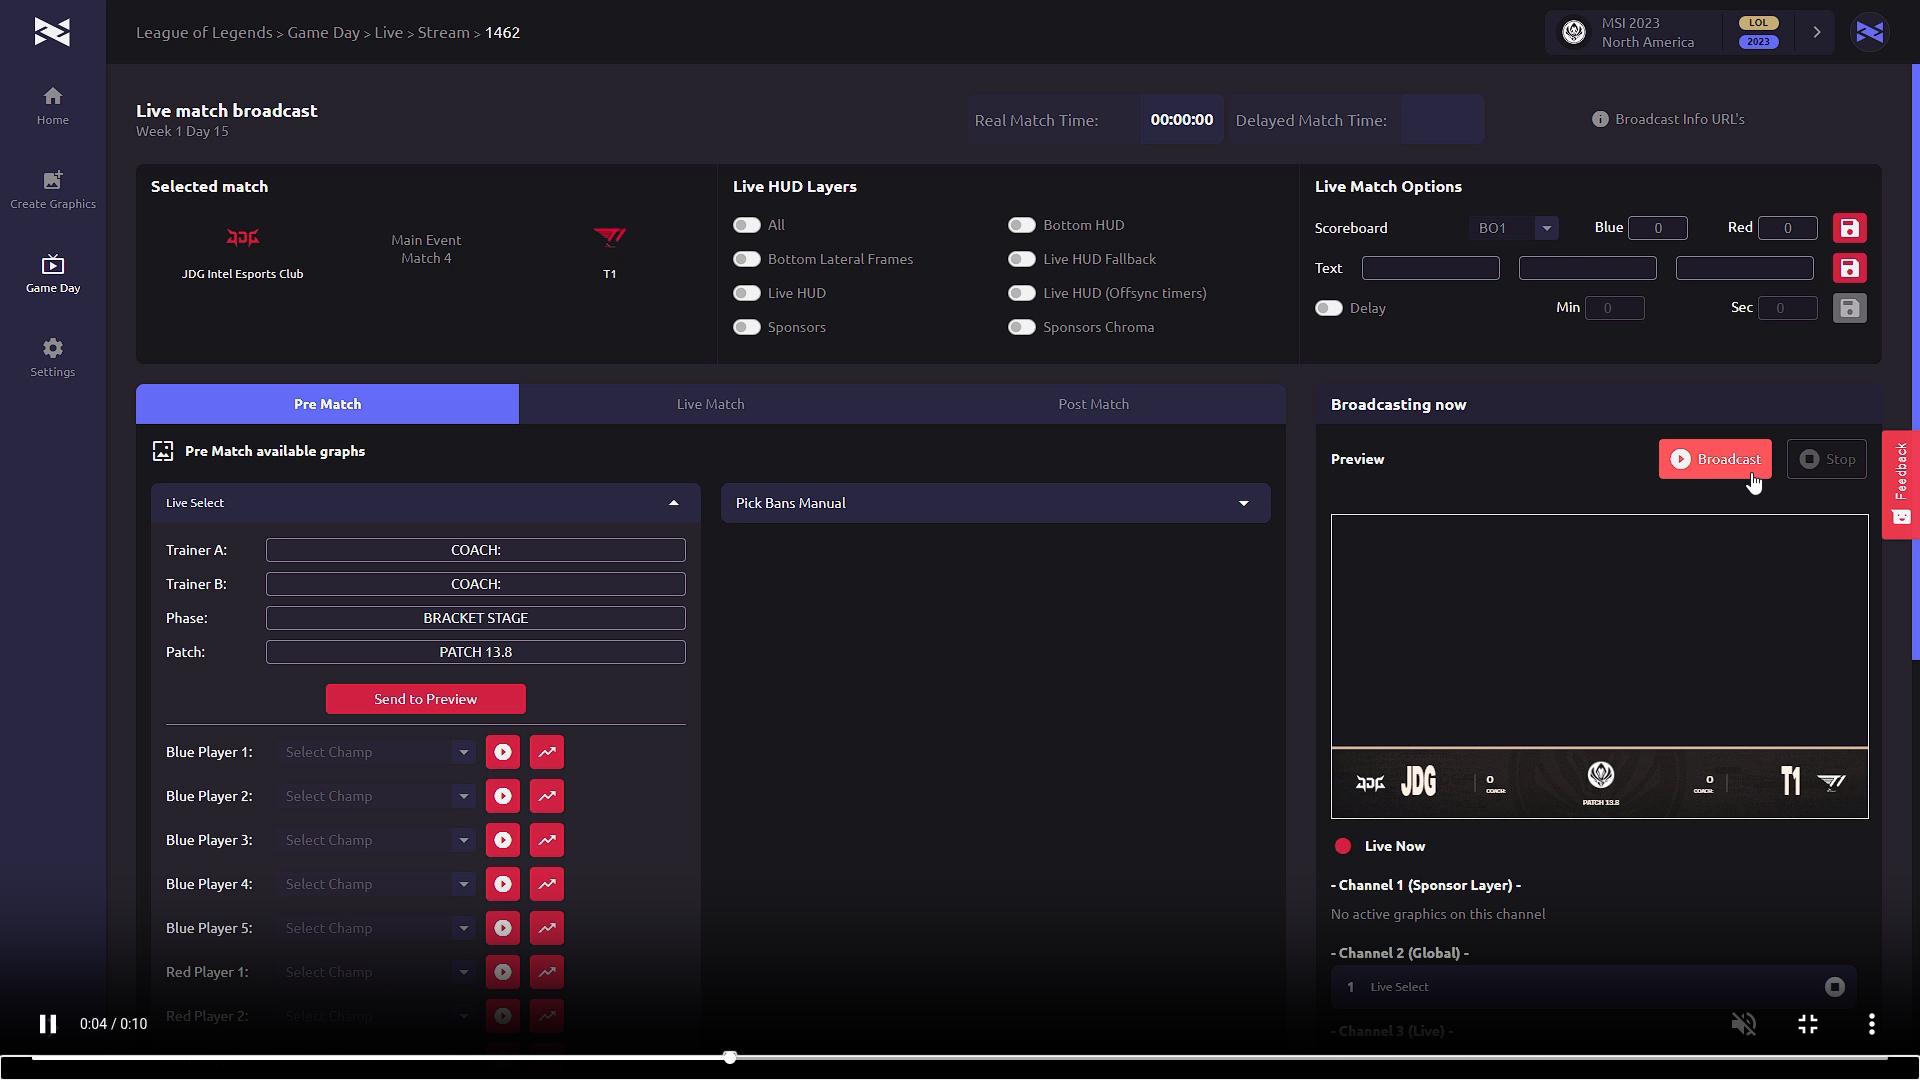 League of Legends > Game Day > Live > Stream > 1462
MSI 2023
North America
LOL
2023
Home
Create Graphics
Game Day
Settings
Live match broadcast
Week 1 Day 15
Real Match Time: 00:00:00 Delayed Match Time:
Broadcast Info URL's
Selected match
JDG Intel Esports Club
Main Event
Match 4
T1
Live HUD Layers
All
Bottom HUD
Bottom Lateral Frames
Live HUD Fallback
Live HUD
Live HUD (Offsync timers)
Sponsors
Sponsors Chroma
Live Match Options
Scoreboard BO1 Blue 0 Red 0
Text
Delay Min 0 Sec 0
Pre Match
Live Match
Post Match
Pre Match available graphs
Live Select
Trainer A: COACH:
Trainer B: COACH:
Phase: BRACKET STAGE
Patch: PATCH 13.8
Send to Preview
Blue Player 1: Select Champ
Blue Player 2: Select Champ
Blue Player 3: Select Champ
Blue Player 4: Select Champ
Blue Player 5: Select Champ
Red Player 1: Select Champ
Red Player 2: Select Champ
Pick Bans Manual
Broadcasting now
Preview
Broadcast
Stop
JDG
0
COACH:
PATCH 13.8
0
COACH:
T1
Live Now
- Channel 1 (Sponsor Layer) -
No active graphics on this channel
- Channel 2 (Global) -
1 Live Select
- Channel 3 (Live) -
Feedback
0:04 / 0:10